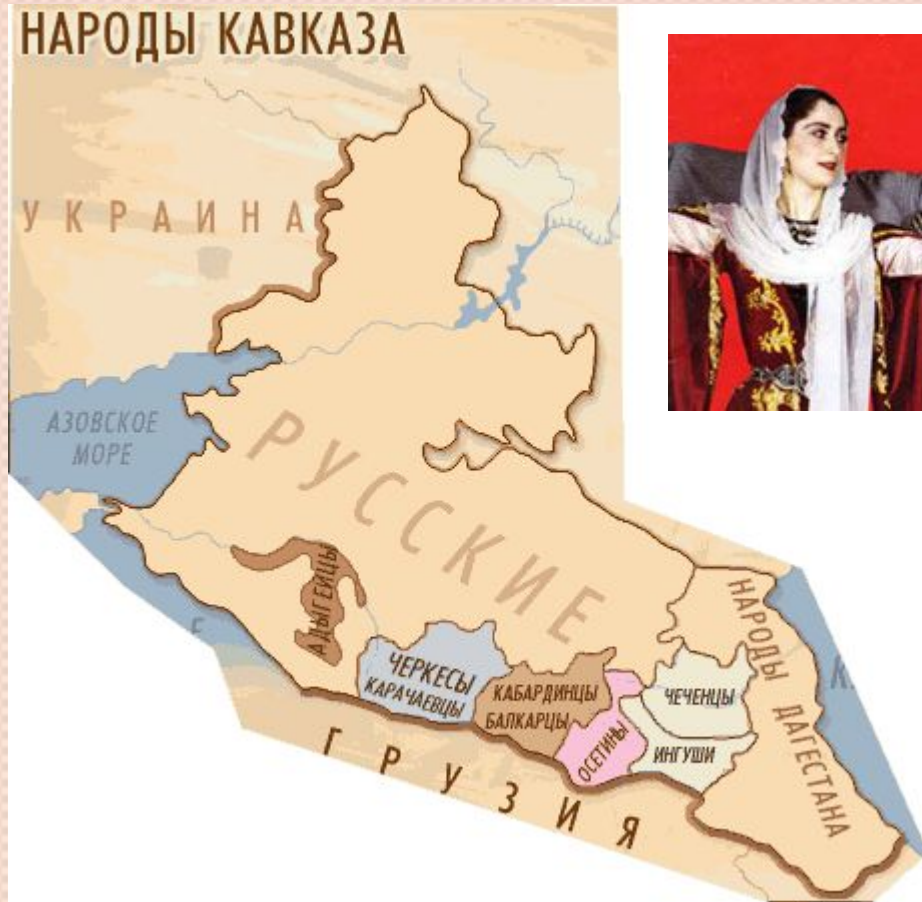 НАРОДЫ КАВКАЗА
УКРАИНА
АЗОВСКОЕ
МОРЕ
РУССКИЕ
АДЫГЕЙЦЫ
ЧЕРКЕСЫ
КАРАЧАЕВЦЫ
КАБАРДИНЦЫ
БАЛКАРЦЫ
ОСЕТИНЫ
ЧЕЧЕНЦЫ
ИНГУШИ
НАРОДЫ ДАГЕСТАНА
ГРУЗИЯ